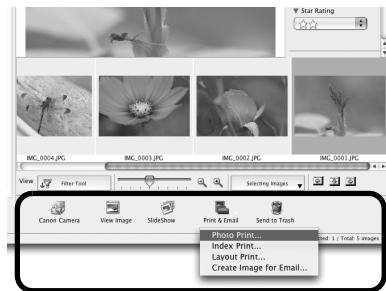 ▼ Star Rating
IMG_0004.JPG IMG_0003.JPG IMG_0002.JPG IMG_0001.JPG
View Filter Tool Selecting Images
Canon Camera View Image SlideShow Print & Email Send to Trash
Photo Print...
Index Print...
Layout Print...
Create Image for Email...
1 / Total: 5 images